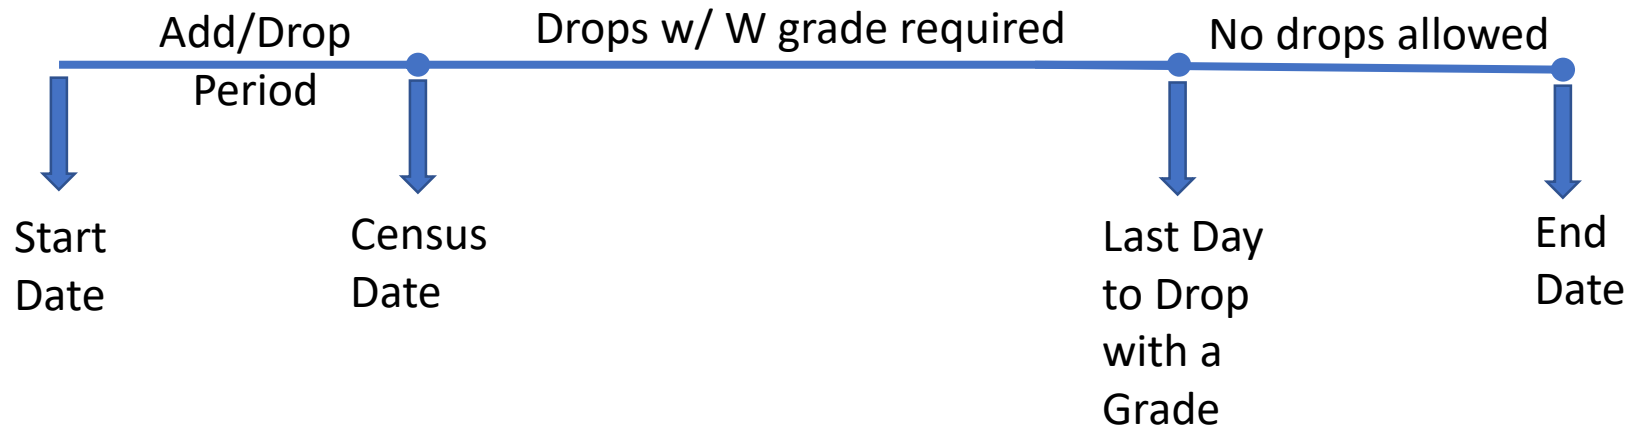 Add/Drop
Period
Drops w/ W grade required
No drops allowed
Start
Date
Census
Date
Last Day
to Drop
with a
Grade
End
Date